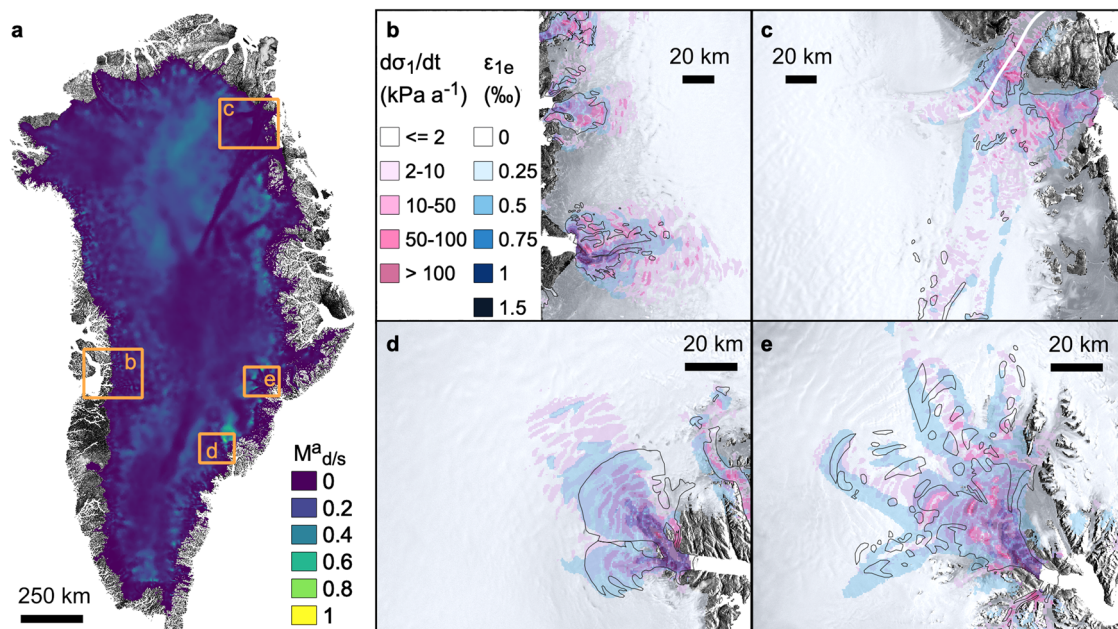 a
c
b
e
d
250 km
M^a_d/s
0
0.2
0.4
0.6
0.8
1
b
20 km
dσ₁/dt
(kPa a⁻¹)
<= 2
2-10
10-50
50-100
> 100
ε₁ₑ
(‰)
0
0.25
0.5
0.75
1
1.5
c
20 km
d
20 km
e
20 km